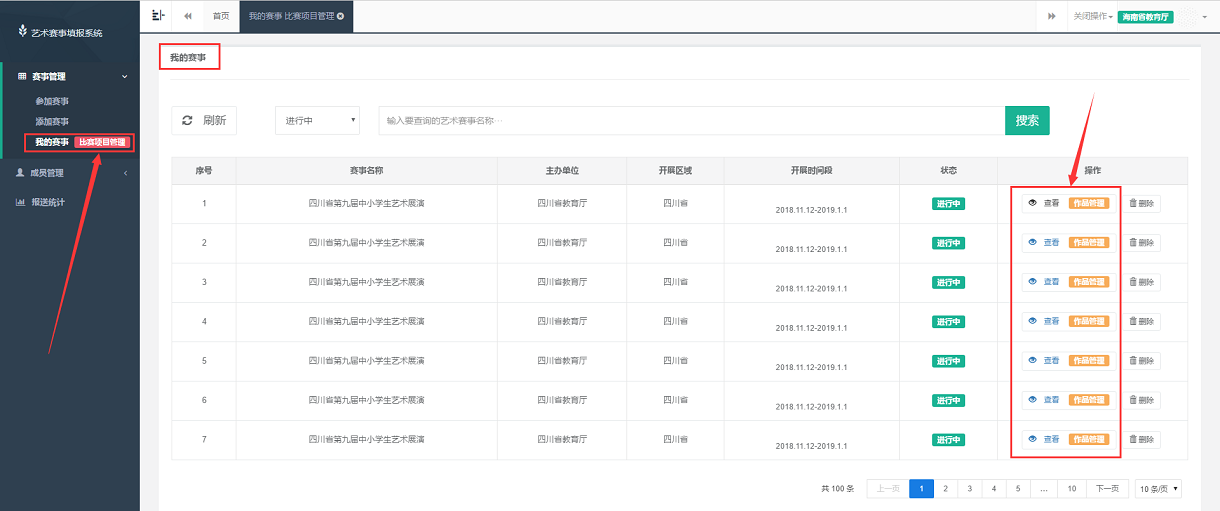 艺术赛事填报系统
赛事管理
参加赛事
添加赛事
我的赛事 比赛项目管理
成员管理
报送统计
首页 我的赛事 比赛项目管理 关闭操作 海南省教育厅
我的赛事
刷新 进行中 输入要查询的艺术赛事名称… 搜索
序号 赛事名称 主办单位 开展区域 开展时间段 状态 操作
1 四川省第九届中小学生艺术展演 四川省教育厅 四川省 2018.11.12-2019.1.1 进行中 查看 作品管理 删除
2 四川省第九届中小学生艺术展演 四川省教育厅 四川省 2018.11.12-2019.1.1 进行中 查看 作品管理 删除
3 四川省第九届中小学生艺术展演 四川省教育厅 四川省 2018.11.12-2019.1.1 进行中 查看 作品管理 删除
4 四川省第九届中小学生艺术展演 四川省教育厅 四川省 2018.11.12-2019.1.1 进行中 查看 作品管理 删除
5 四川省第九届中小学生艺术展演 四川省教育厅 四川省 2018.11.12-2019.1.1 进行中 查看 作品管理 删除
6 四川省第九届中小学生艺术展演 四川省教育厅 四川省 2018.11.12-2019.1.1 进行中 查看 作品管理 删除
7 四川省第九届中小学生艺术展演 四川省教育厅 四川省 2018.11.12-2019.1.1 进行中 查看 作品管理 删除
共 100 条 上一页 1 2 3 4 5 ... 10 下一页 10 条/页